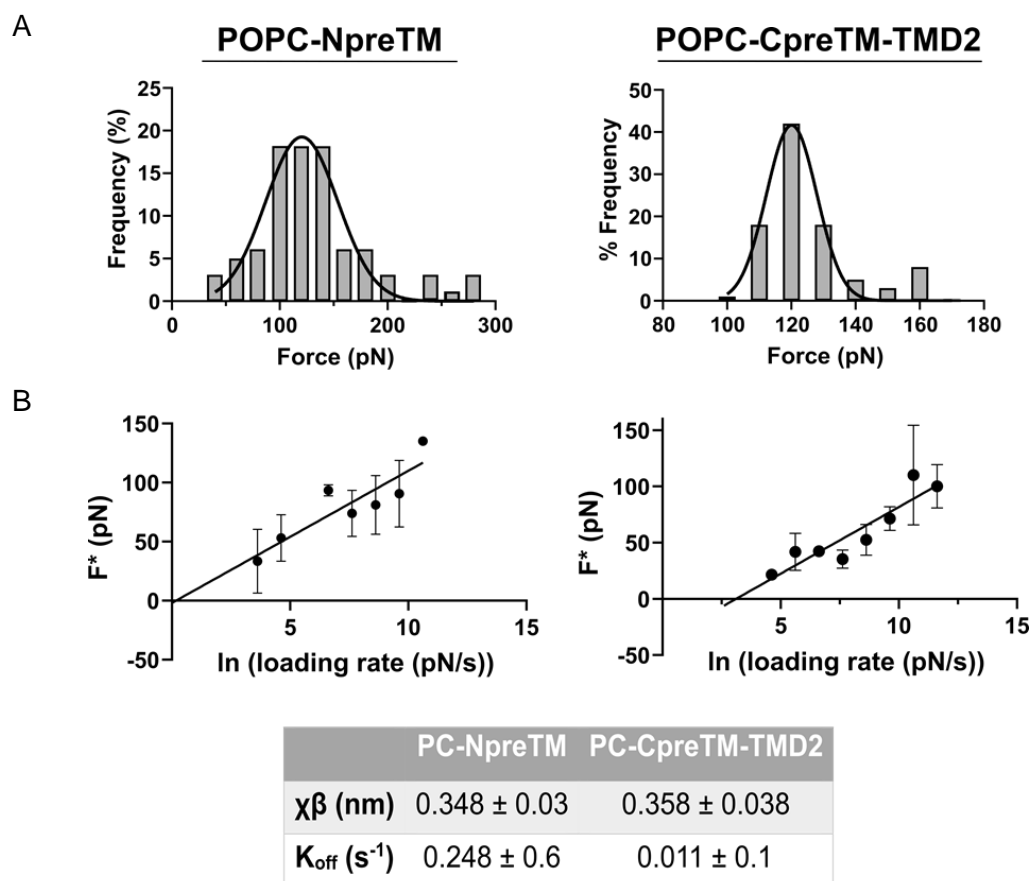 A
POPC-NpreTM
POPC-CpreTM-TMD2
Frequency (%)
25
20
15
10
5
0
0
100
200
300
Force (pN)
% Frequency
50
40
30
20
10
0
80
100
120
140
160
180
Force (pN)
B
F* (pN)
150
100
50
0
-50
5
10
15
ln (loading rate (pN/s))
F* (pN)
150
100
50
0
-50
5
10
15
ln (loading rate (pN/s))
PC-NpreTM PC-CpreTM-TMD2
χβ (nm) 0.348 ± 0.03 0.358 ± 0.038
Koff (s⁻¹) 0.248 ± 0.6 0.011 ± 0.1